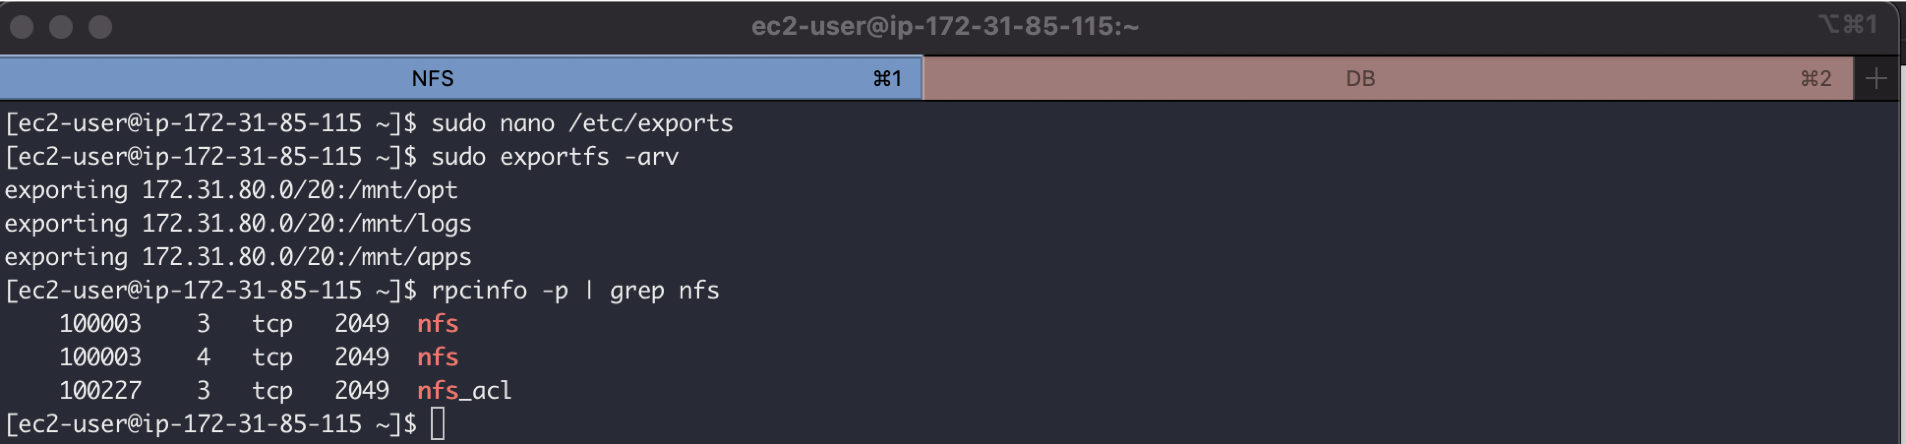 ec2-user@ip-172-31-85-115:~
⌥⌘1
NFS ⌘1
DB ⌘2
[ec2-user@ip-172-31-85-115 ~]$ sudo nano /etc/exports
[ec2-user@ip-172-31-85-115 ~]$ sudo exportfs -arv
exporting 172.31.80.0/20:/mnt/opt
exporting 172.31.80.0/20:/mnt/logs
exporting 172.31.80.0/20:/mnt/apps
[ec2-user@ip-172-31-85-115 ~]$ rpcinfo -p | grep nfs
    100003    3   tcp   2049  nfs
    100003    4   tcp   2049  nfs
    100227    3   tcp   2049  nfs_acl
[ec2-user@ip-172-31-85-115 ~]$